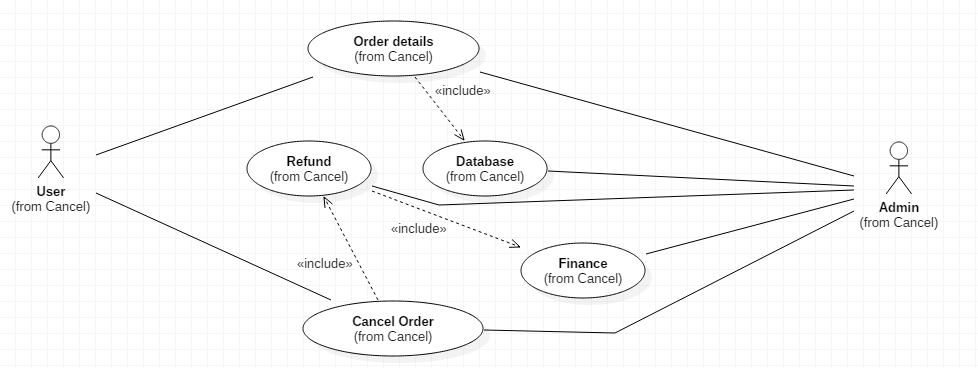 Order details
(from Cancel)
«include»
Refund
(from Cancel)
Database
(from Cancel)
User
(from Cancel)
Admin
(from Cancel)
«include»
Finance
(from Cancel)
«include»
Cancel Order
(from Cancel)